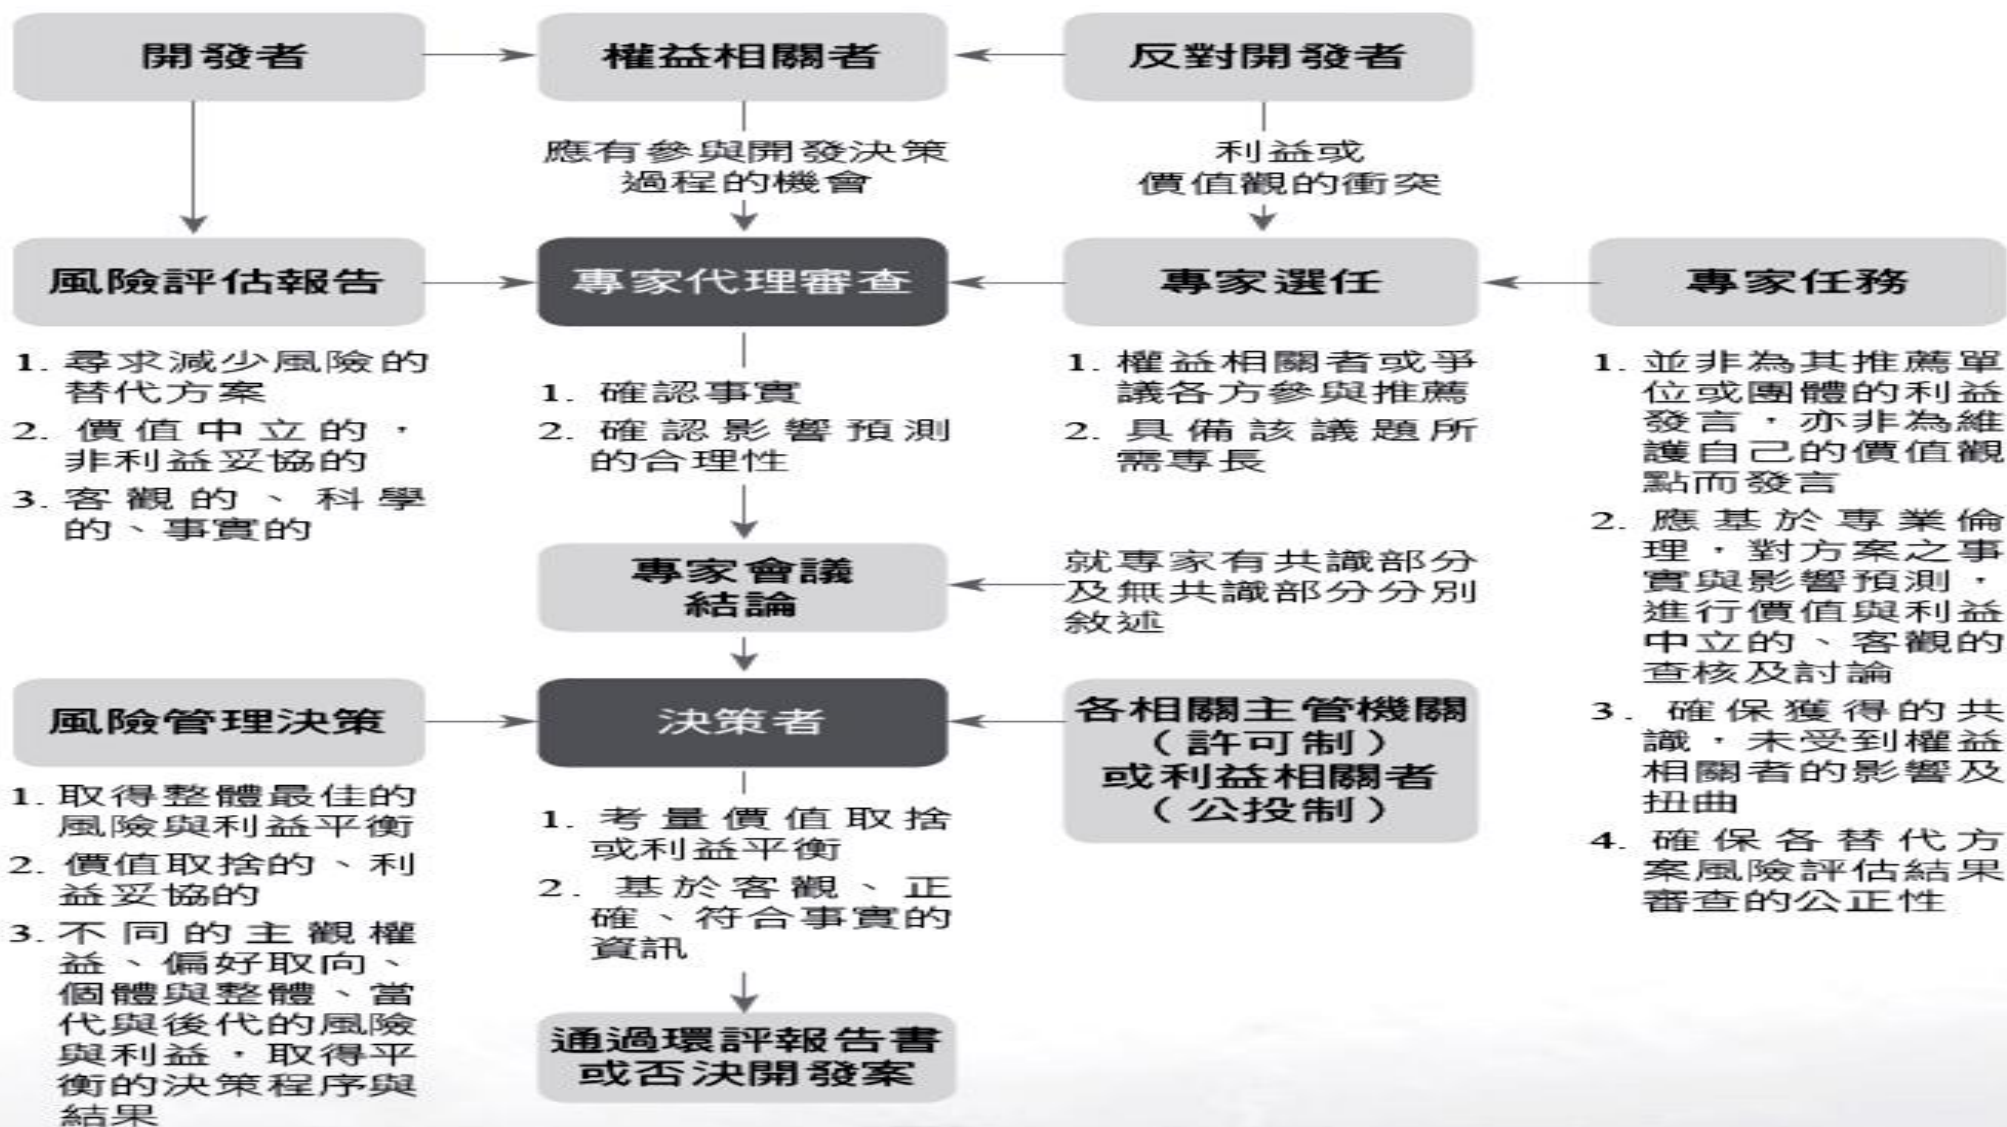 開發者
權益相關者
反對開發者
應有參與開發決策
過程的機會
利益或
價值觀的衝突
風險評估報告
專家代理審查
專家選任
專家任務
1. 尋求減少風險的
替代方案
2. 價值中立的，
非利益妥協的
3. 客觀的、科學
的、事實的
1. 確認事實
2. 確認影響預測
的合理性
1. 權益相關者或爭
議各方參與推薦
2. 具備該議題所
需專長
1. 並非為其推薦單
位或團體的利益
發言，亦非為維
護自己的價值觀
點而發言
2. 應基於專業倫
理，對方案之事
實與影響預測，
進行價值與利益
中立的、客觀的
查核及討論
3. 確保獲得的共
識，未受到權益
相關者的影響及
扭曲
4. 確保各替代方
案風險評估結果
審查的公正性
專家會議
結論
就專家有共識部分
及無共識部分分別
敘述
風險管理決策
決策者
各相關主管機關
（許可制）
或利益相關者
（公投制）
1. 取得整體最佳的
風險與利益平衡
2. 價值取捨的、利
益妥協的
3. 不同的主觀權
益、偏好取向、
個體與整體、當
代與後代的風險
與利益，取得平
衡的決策程序與
結果
1. 考量價值取捨
或利益平衡
2. 基於客觀、正
確、符合事實的
資訊
通過環評報告書
或否決開發案